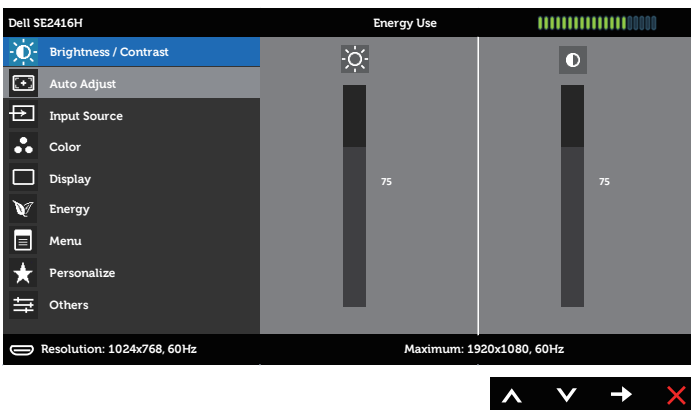 Dell SE2416H Energy Use
Brightness / Contrast
Auto Adjust
Input Source
Color
Display
75 75
Energy
Menu
Personalize
Others
Resolution: 1024x768, 60Hz Maximum: 1920x1080, 60Hz